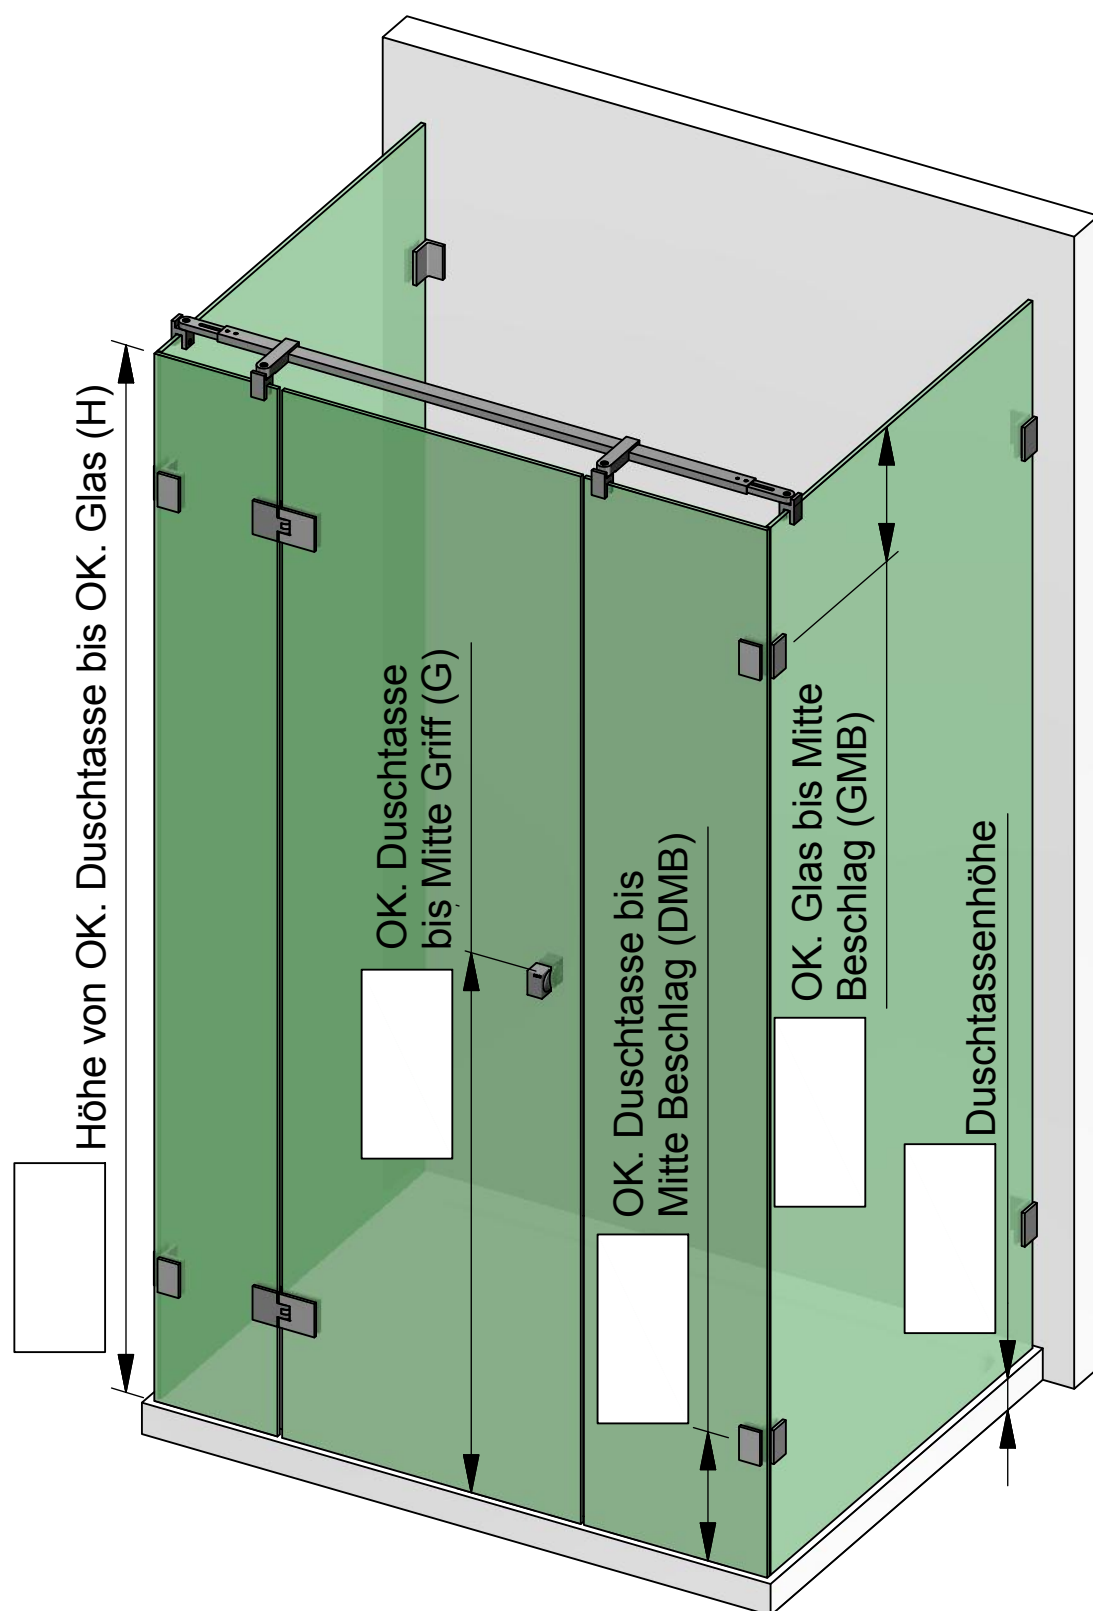 Höhe von OK. Duschtasse bis OK. Glas (H)
OK. Duschtasse
bis Mitte Griff (G)
OK. Duschtasse bis
Mitte Beschlag (DMB)
OK. Glas bis Mitte
Beschlag (GMB)
Duschtassenhöhe